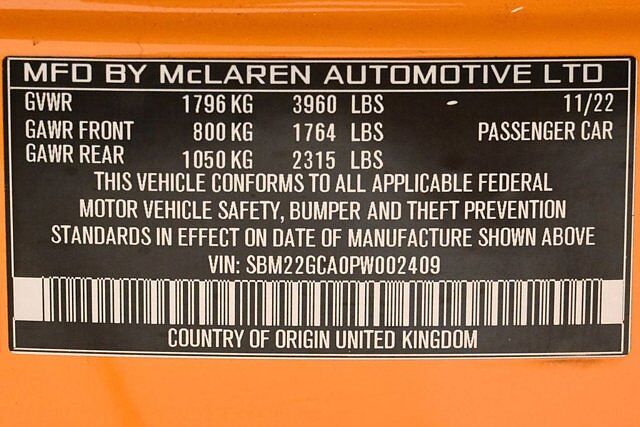 MFD BY McLAREN AUTOMOTIVE LTD
GVWR 1796 KG 3960 LBS - 11/22
GAWR FRONT 800 KG 1764 LBS PASSENGER CAR
GAWR REAR 1050 KG 2315 LBS
THIS VEHICLE CONFORMS TO ALL APPLICABLE FEDERAL
MOTOR VEHICLE SAFETY, BUMPER AND THEFT PREVENTION
STANDARDS IN EFFECT ON DATE OF MANUFACTURE SHOWN ABOVE
VIN: SBM22GCA0PW002409
COUNTRY OF ORIGIN UNITED KINGDOM